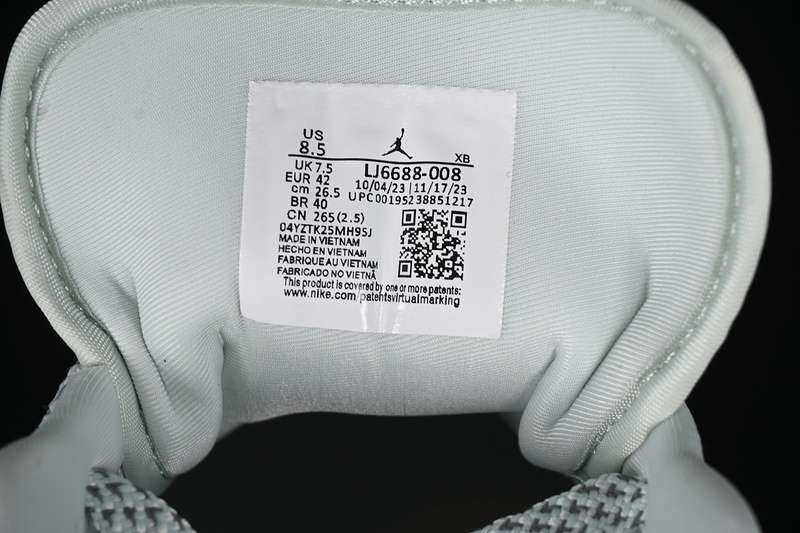 US
8.5
XB
UK 7.5
LJ6688-008
EUR 42
10/04/23 | 11/17/23
cm 26.5
UPC 00195238851217
BR 40
CN 265(2.5)
04YZTK25MH95J
MADE IN VIETNAM
HECHO EN VIETNAM
FABRIQUE AU VIETNAM
FABRICADO NO VIETNÃ
This product is covered by one or more patents:
www.nike.com/patentsvirtualmarking